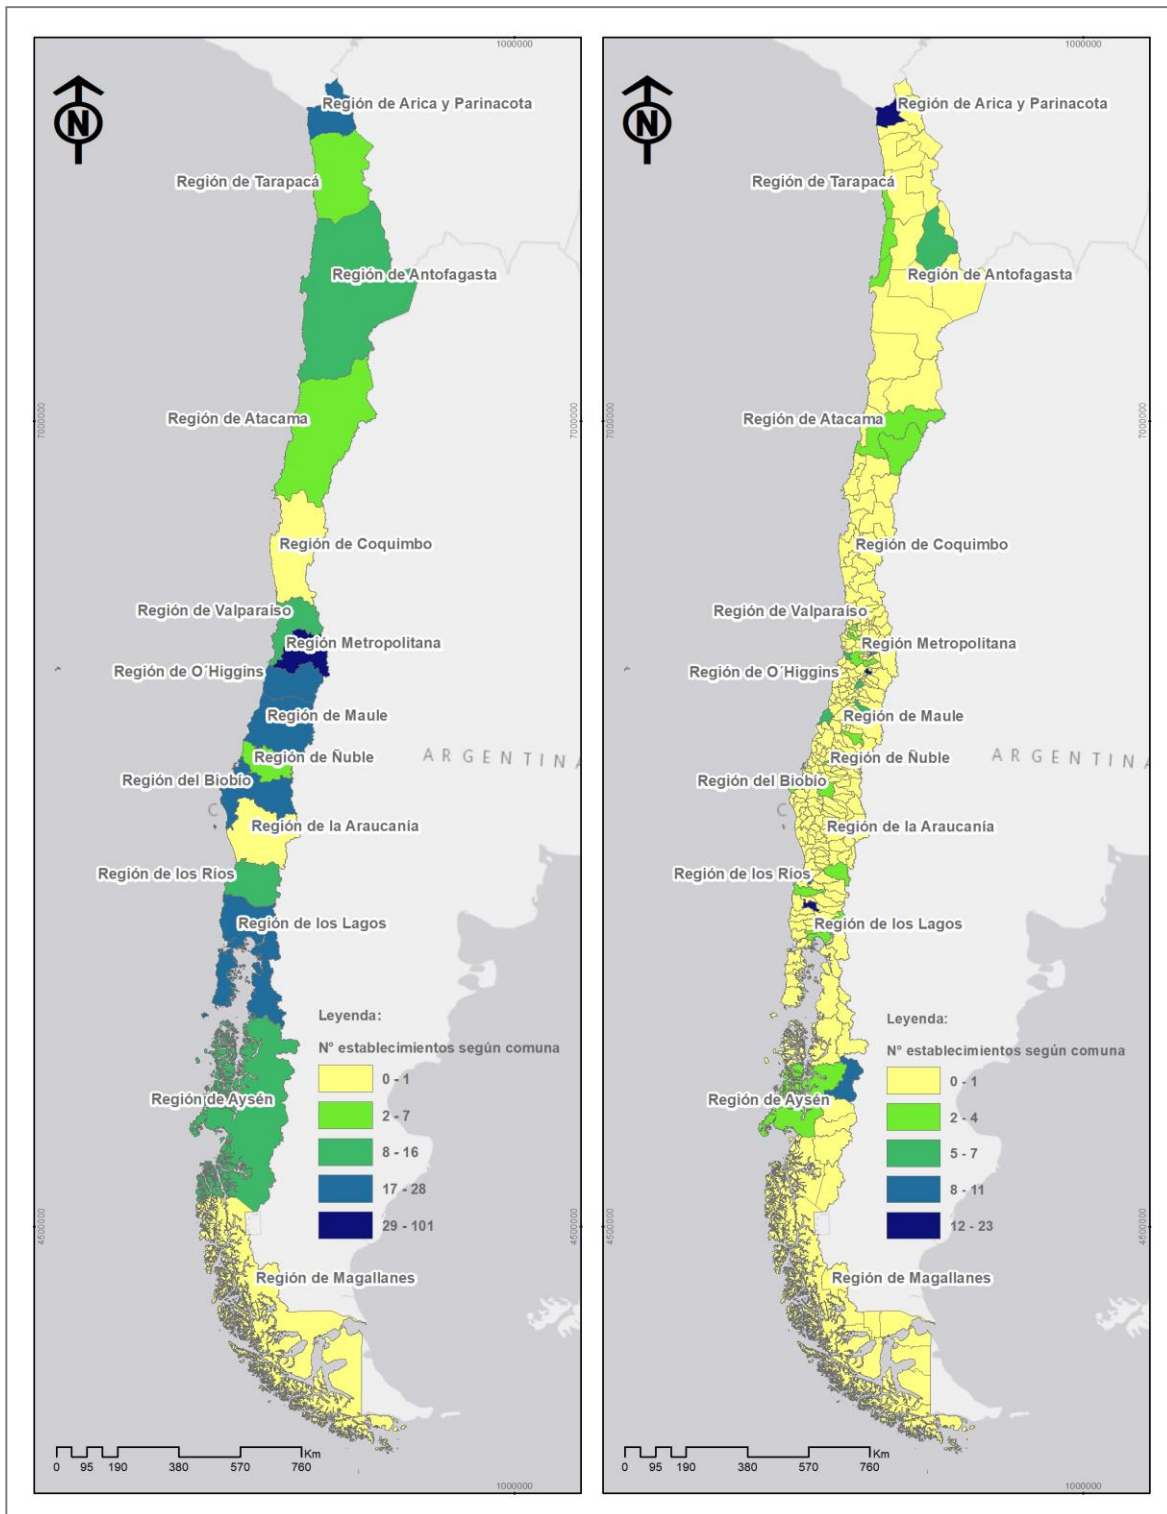 1000000
N
Región de Arica y Parinacota
Región de Tarapacá
Región de Antofagasta
Región de Atacama
7000000
7000000
Región de Coquimbo
Región de Valparaíso
Región Metropolitana
Región de O´Higgins
Región de Maule
Región de Ñuble
ARGENTINA
Región del Biobío
C
Región de la Araucanía
Región de los Ríos
Región de los Lagos
Leyenda:
N° establecimientos según comuna
0 - 1
2 - 7
Región de Aysén
8 - 16
17 - 28
29 - 101
4500000
4500000
Región de Magallanes
Km
0 95 190 380 570 760
1000000
1000000
N
Región de Arica y Parinacota
Región de Tarapacá
Región de Antofagasta
Región de Atacama
7000000
7000000
Región de Coquimbo
Región de Valparaíso
Región Metropolitana
Región de O´Higgins
Región de Maule
Región de Ñuble
ARGENTINA
Región del Biobío
C
Región de la Araucanía
Región de los Ríos
Región de los Lagos
Leyenda:
N° establecimientos según comuna
0 - 1
2 - 4
Región de Aysén
5 - 7
8 - 11
12 - 23
4500000
4500000
Región de Magallanes
Km
0 95 190 380 570 760
1000000